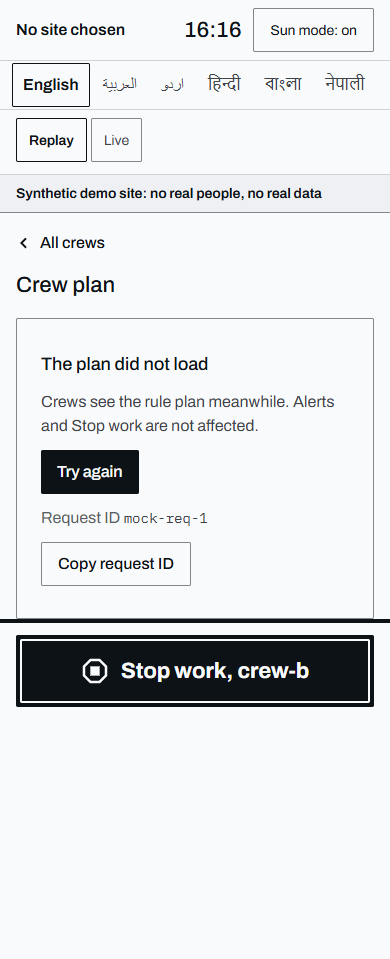 No site chosen
16:16
Sun mode: on
English
العربية
اردو
हिन्दी
বাংলা
नेपाली
Replay
Live
Synthetic demo site: no real people, no real data
All crews
Crew plan
The plan did not load
Crews see the rule plan meanwhile. Alerts
and Stop work are not affected.
Try again
Request ID mock-req-1
Copy request ID
Stop work, crew-b